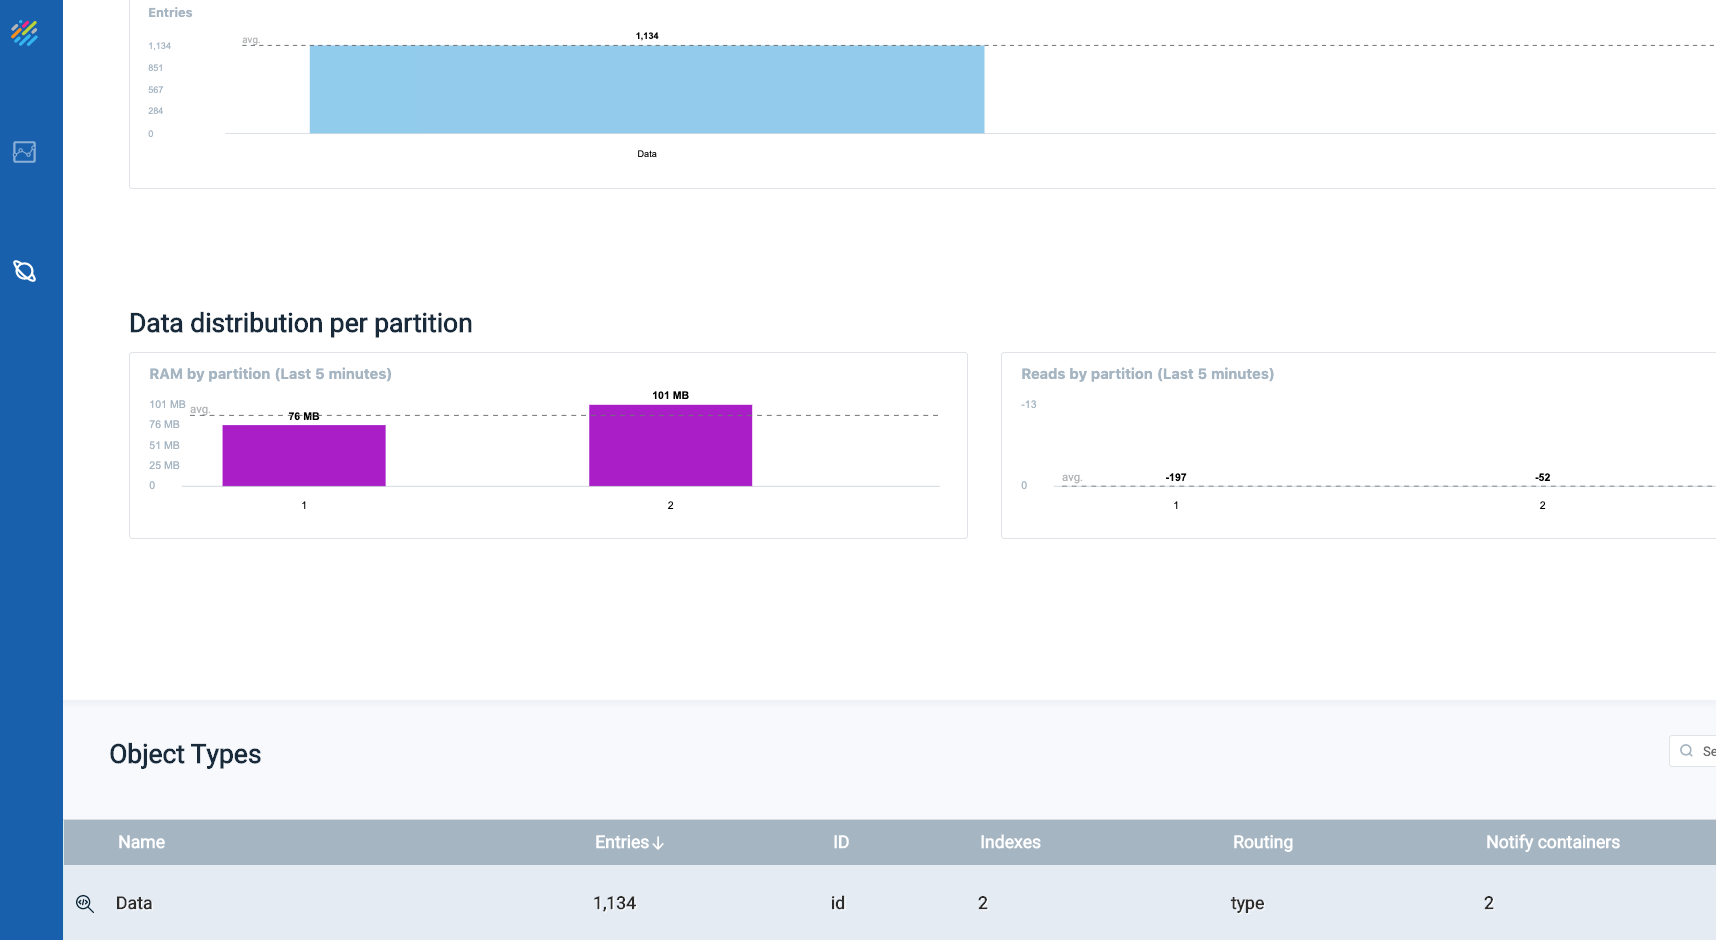 Entries
avg.
1,134
1,134
851
567
284
0
Data
Data distribution per partition
RAM by partition (Last 5 minutes)
101 MB
76 MB
51 MB
25 MB
0
avg.
76 MB
101 MB
1
2
Reads by partition (Last 5 minutes)
-13
0
avg.
-197
-52
1
2
Object Types
Se
Name Entries ID Indexes Routing Notify containers
Data 1,134 id 2 type 2